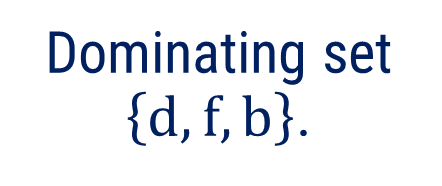 Dominating set
{d, f, b}.